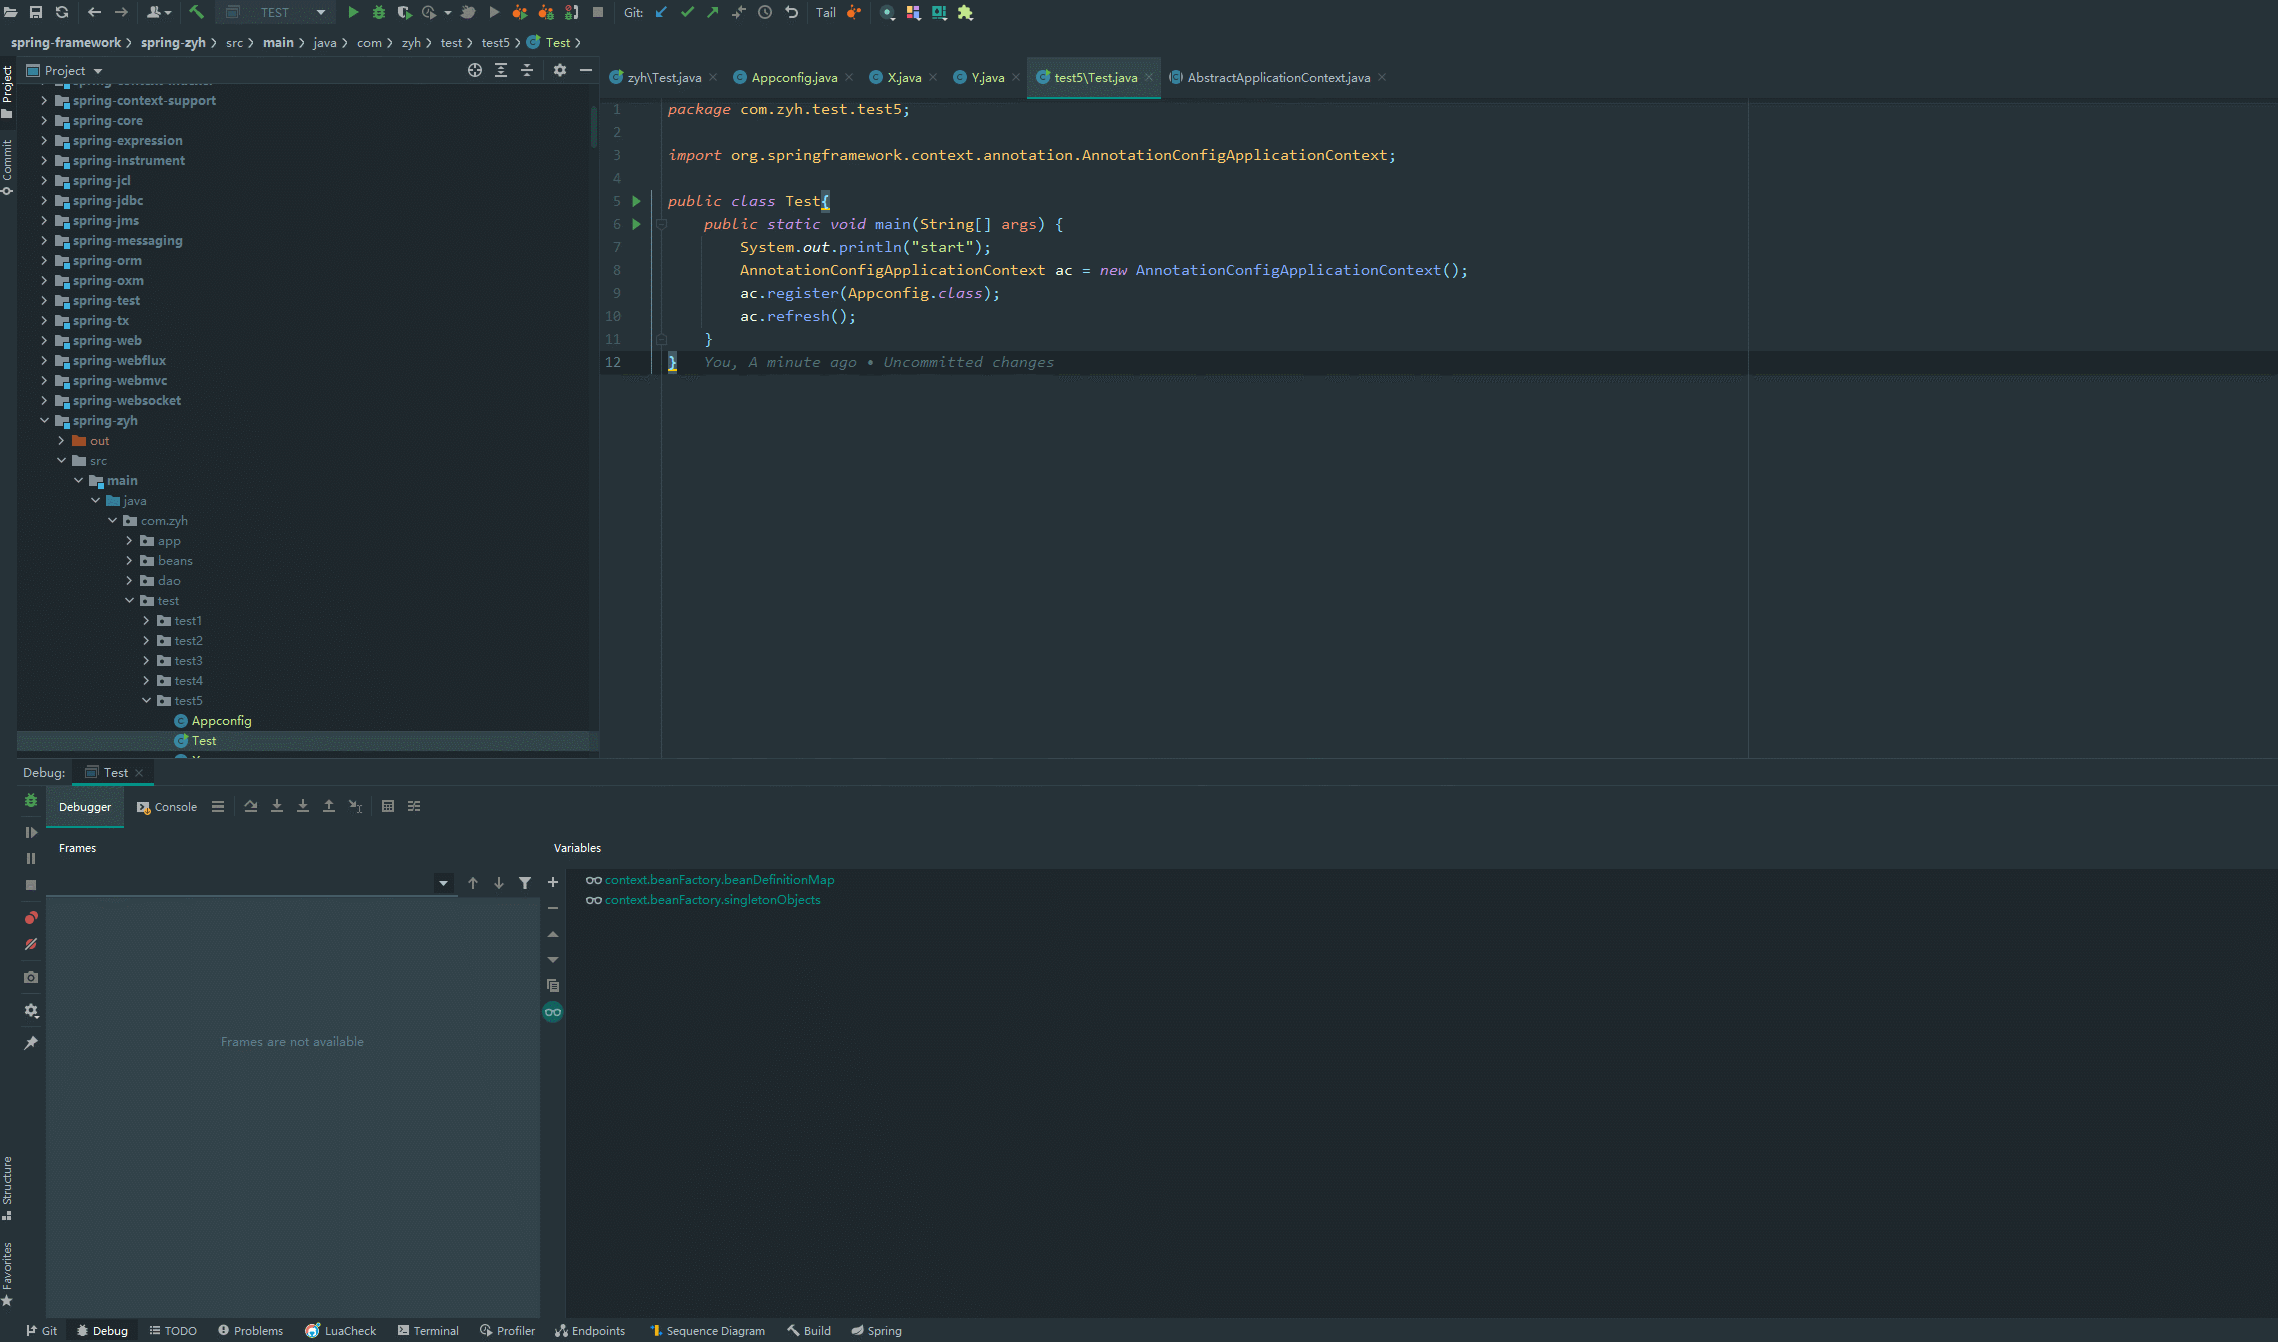 TEST
Git:
Tail
spring-framework
spring-zyh
src
main
java
com
zyh
test
test5
Test
Project
Commit
Structure
Favorites
Project
spring-context-support
spring-core
spring-expression
spring-instrument
spring-jcl
spring-jdbc
spring-jms
spring-messaging
spring-orm
spring-oxm
spring-test
spring-tx
spring-web
spring-webflux
spring-webmvc
spring-websocket
spring-zyh
out
src
main
java
com.zyh
app
beans
dao
test
test1
test2
test3
test4
test5
Appconfig
Test
zyh\Test.java
Appconfig.java
X.java
Y.java
test5\Test.java
AbstractApplicationContext.java
1 package com.zyh.test.test5;
2
3 import org.springframework.context.annotation.AnnotationConfigApplicationContext;
4
5 public class Test{
6 public static void main(String[] args) {
7 System.out.println("start");
8 AnnotationConfigApplicationContext ac = new AnnotationConfigApplicationContext();
9 ac.register(Appconfig.class);
10 ac.refresh();
11 }
12 } You, A minute ago • Uncommitted changes
Debug:
Test
Debugger
Console
Frames
Variables
context.beanFactory.beanDefinitionMap
context.beanFactory.singletonObjects
Frames are not available
Git
Debug
TODO
Problems
LuaCheck
Terminal
Profiler
Endpoints
Sequence Diagram
Build
Spring